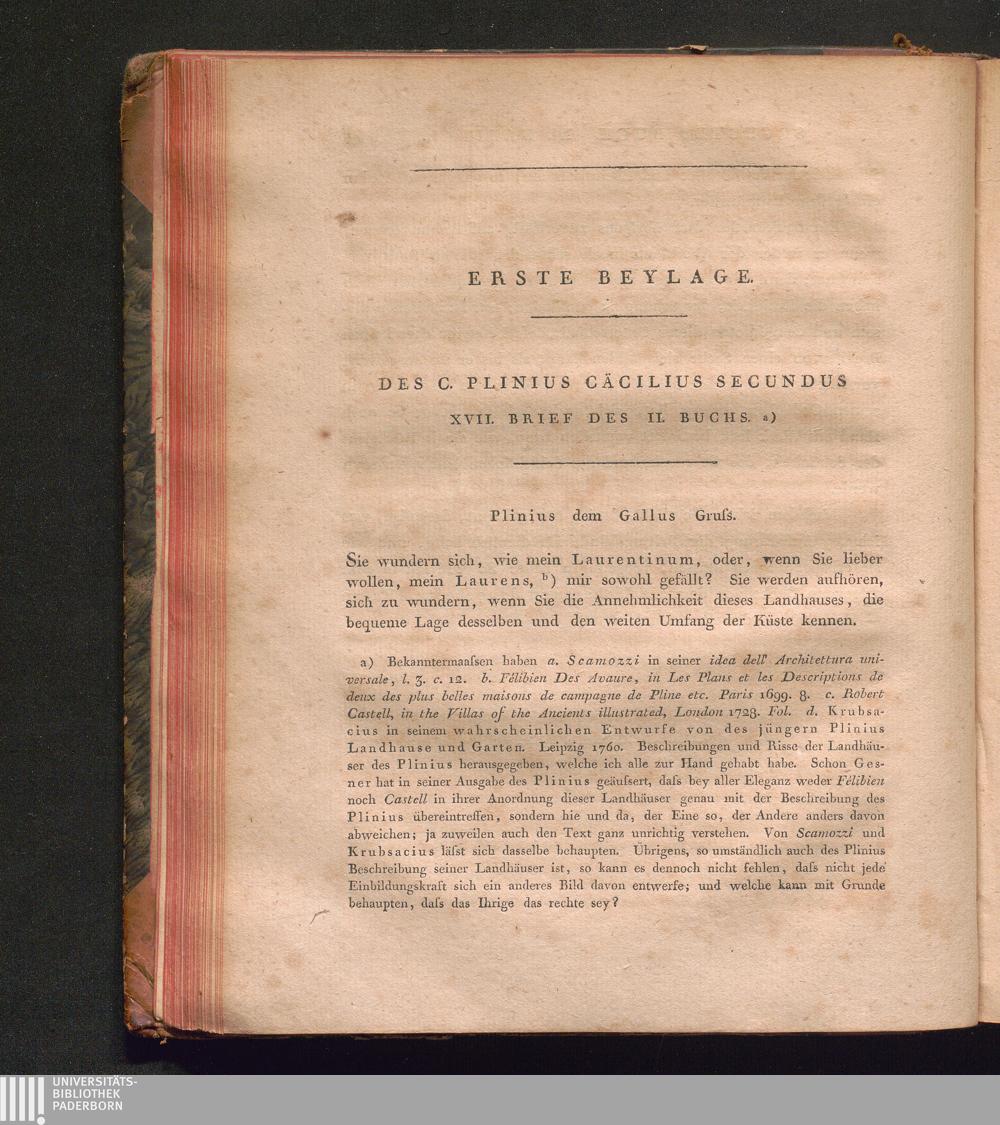 ERSTE BEYLAGE.
DES C. PLINIUS CÄCILIUS SECUNDUS
XVII. BRIEF DES II. BUCHS. a)
Plinius dem Gallus Gruſs.
Sie wundern sich, wie mein Laurentinum, oder, wenn Sie lieber
wollen, mein Laurens, b) mir sowohl gefällt? Sie werden aufhören,
sich zu wundern, wenn Sie die Annehmlichkeit dieses Landhauses, die
bequeme Lage desselben und den weiten Umfang der Küste kennen.
a) Bekanntermaaſsen haben a. Scamozzi in seiner idea dell' Architettura uni-
versale, l. 3. c. 12. b. Félibien Des Avaure, in Les Plans et les Descriptions de
deux des plus belles maisons de campagne de Pline etc. Paris 1699. 8. c. Robert
Castell, in the Villas of the Ancients illustrated, London 1728. Fol. d. Krubsa-
cius in seinem wahrscheinlichen Entwurfe von des jüngern Plinius
Landhause und Garten. Leipzig 1760. Beschreibungen und Risse der Landhäu-
ser des Plinius herausgegeben, welche ich alle zur Hand gehabt habe. Schon Ges-
ner hat in seiner Ausgabe des Plinius geäuſsert, daſs bey aller Eleganz weder Félibien
noch Castell in ihrer Anordnung dieser Landhäuser genau mit der Beschreibung des
Plinius übereintreffen, sondern hie und da, der Eine so, der Andere anders davon
abweichen; ja zuweilen auch den Text ganz unrichtig verstehen. Von Scamozzi und
Krubsacius läſst sich dasselbe behaupten. Übrigens, so umständlich auch des Plinius
Beschreibung seiner Landhäuser ist, so kann es dennoch nicht fehlen, daſs nicht jede
Einbildungskraft sich ein anderes Bild davon entwerfe; und welche kann mit Grunde
behaupten, daſs das Ihrige das rechte sey?
UNIVERSITÄTS-
BIBLIOTHEK
PADERBORN